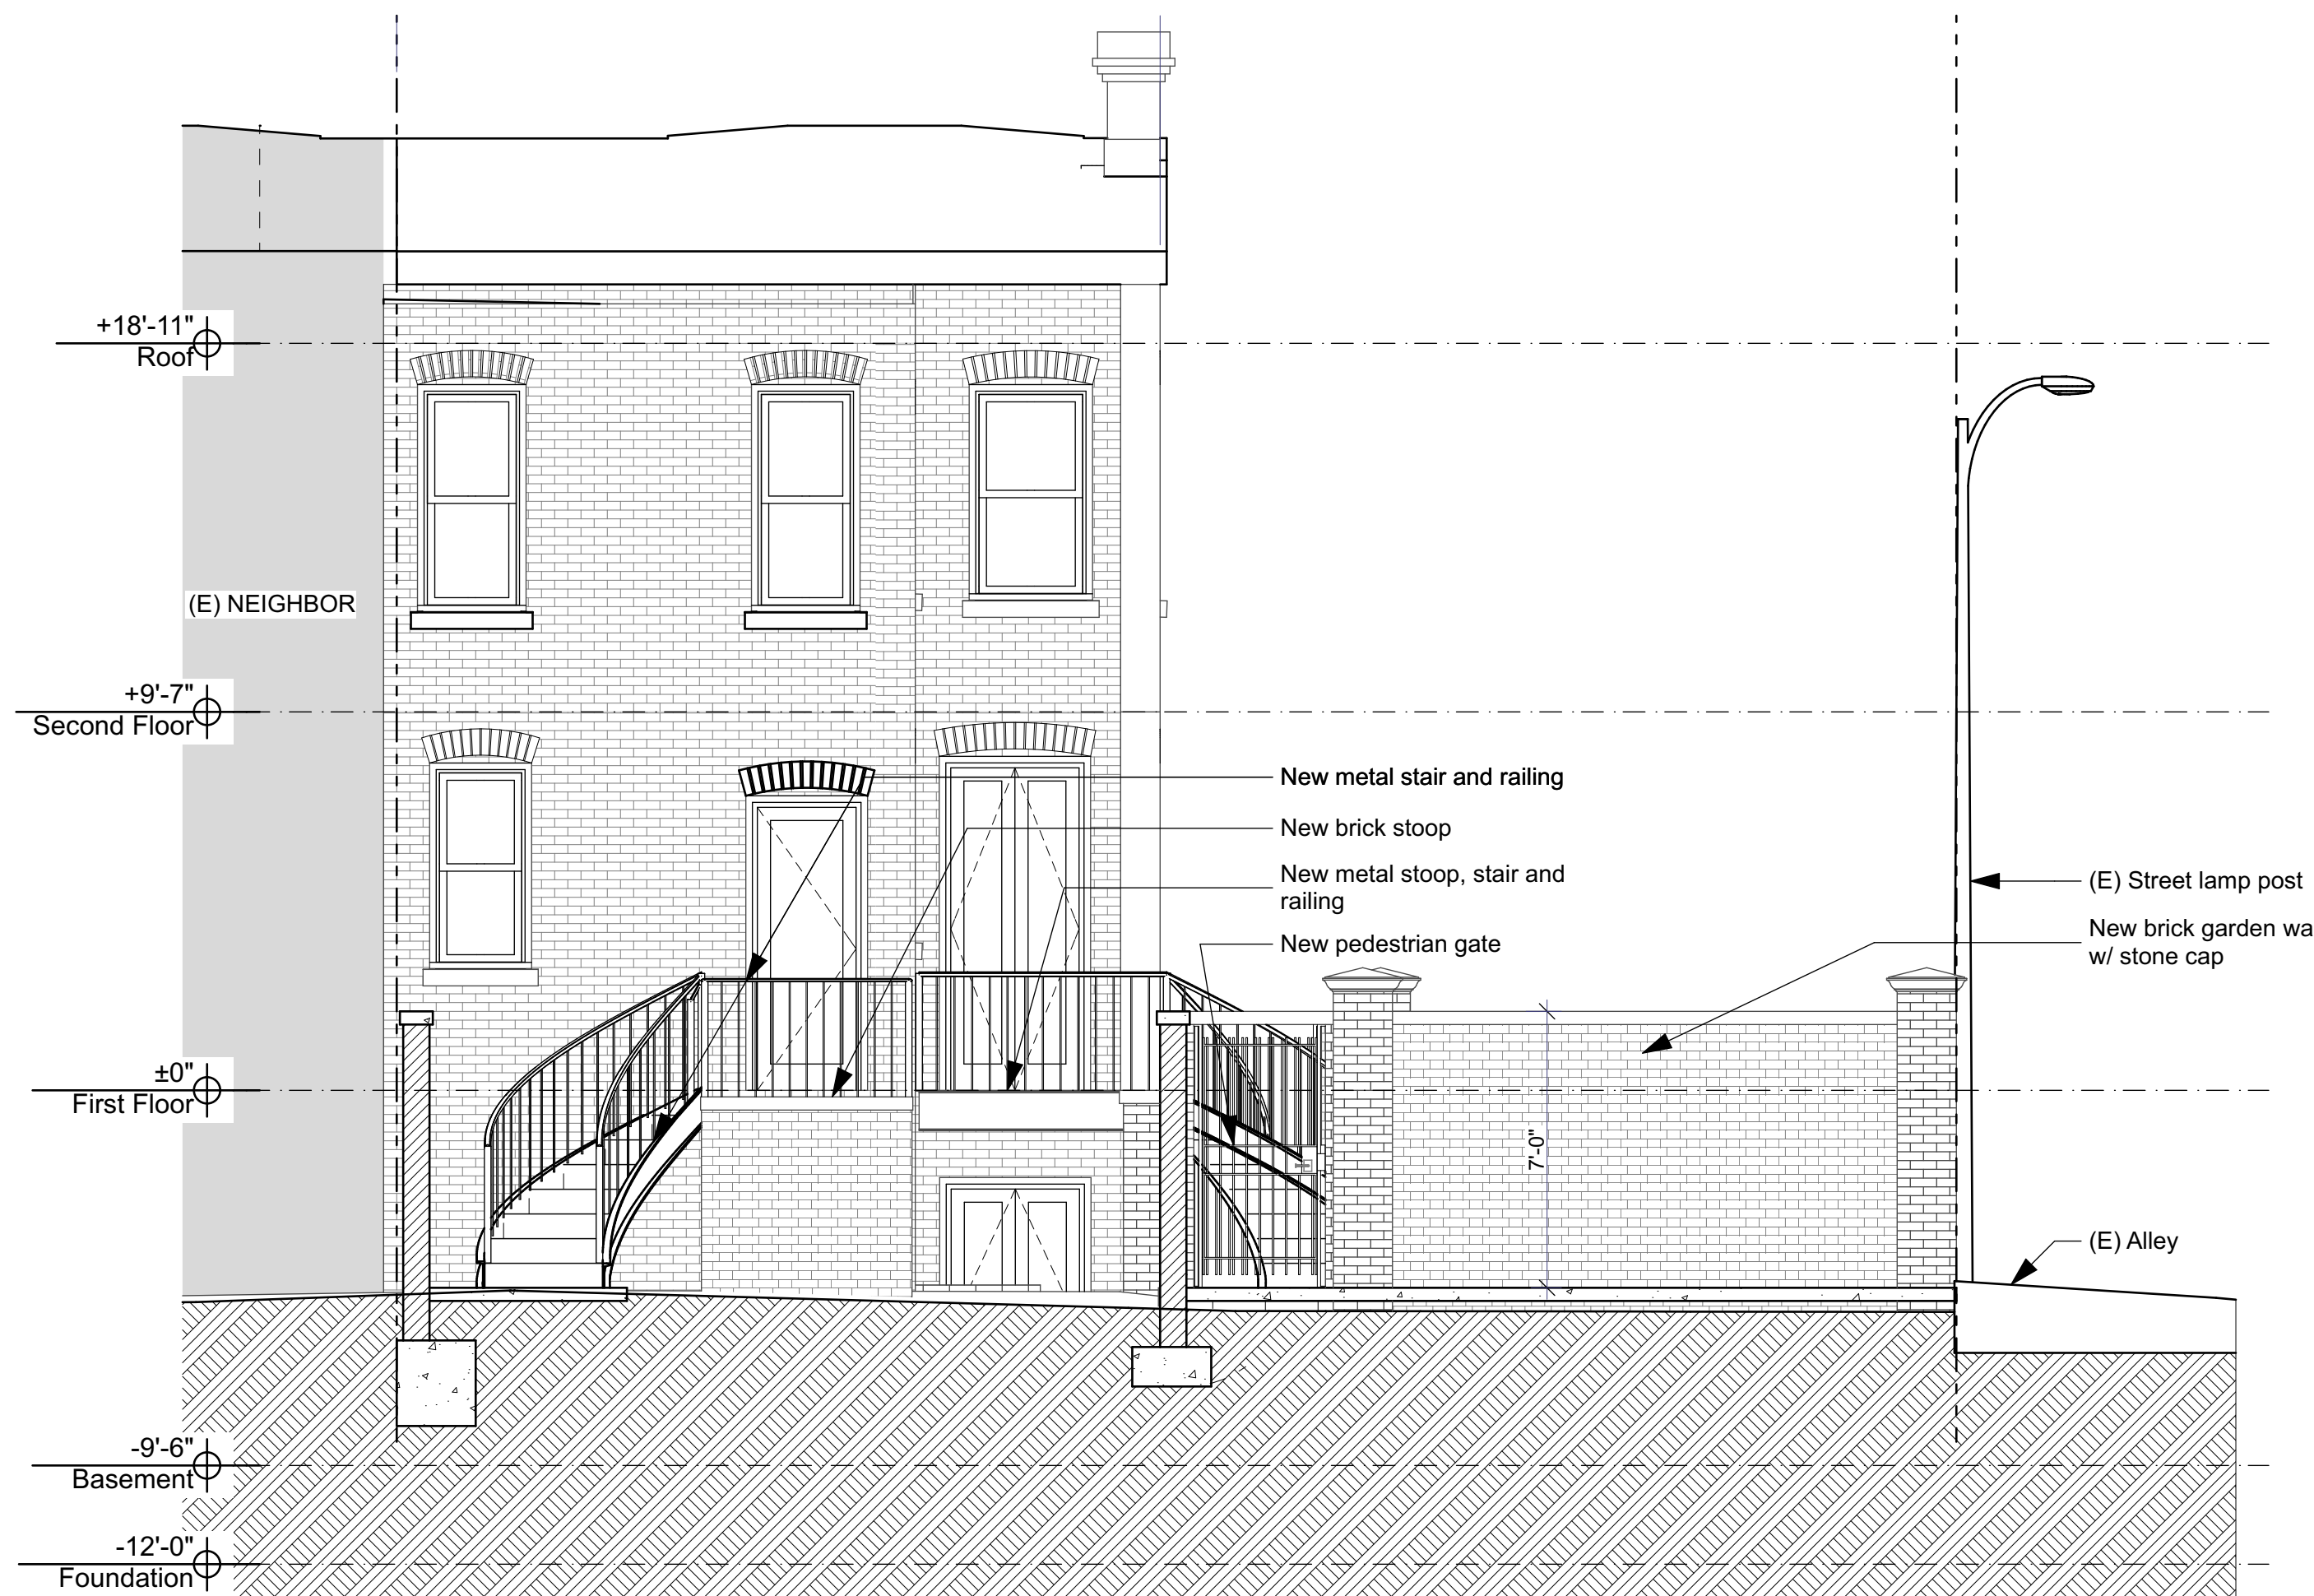 +18'-11"
Roof
(E) NEIGHBOR
+9'-7"
Second Floor
New metal stair and railing
New brick stoop
New metal stoop, stair and
railing
New pedestrian gate
(E) Street lamp post
New brick garden wa
w/ stone cap
±0"
First Floor
7'-0"
(E) Alley
-9'-6"
Basement
-12'-0"
Foundation